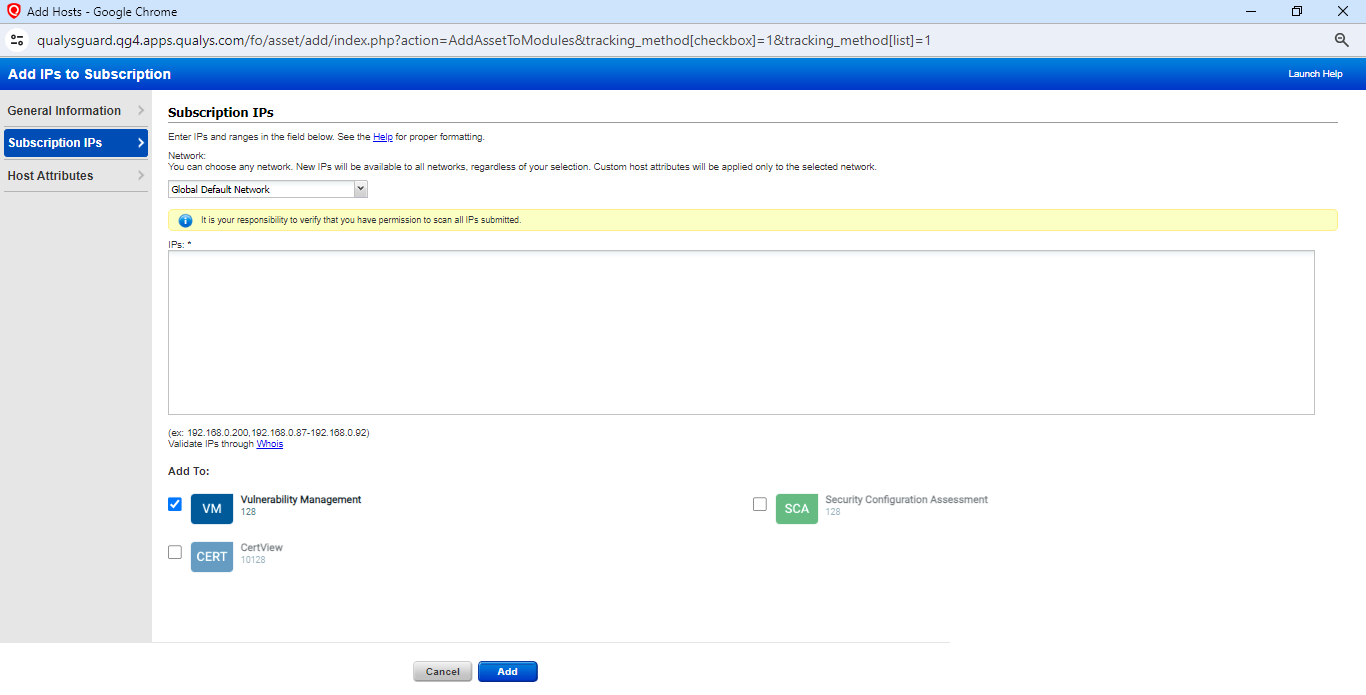 Add Hosts - Google Chrome
qualysguard.qg4.apps.qualys.com/fo/asset/add/index.php?action=AddAssetToModules&tracking_method[checkbox]=1&tracking_method[list]=1
Add IPs to Subscription
Launch Help
General Information
Subscription IPs
Host Attributes
Subscription IPs
Enter IPs and ranges in the field below. See the Help for proper formatting.
Network:
You can choose any network. New IPs will be available to all networks, regardless of your selection. Custom host attributes will be applied only to the selected network.
Global Default Network
It is your responsibility to verify that you have permission to scan all IPs submitted.
IPs: *
(ex: 192.168.0.200,192.168.0.87-192.168.0.92)
Validate IPs through Whois
Add To:
VM
Vulnerability Management
128
SCA
Security Configuration Assessment
128
CERT
CertView
10128
Cancel
Add